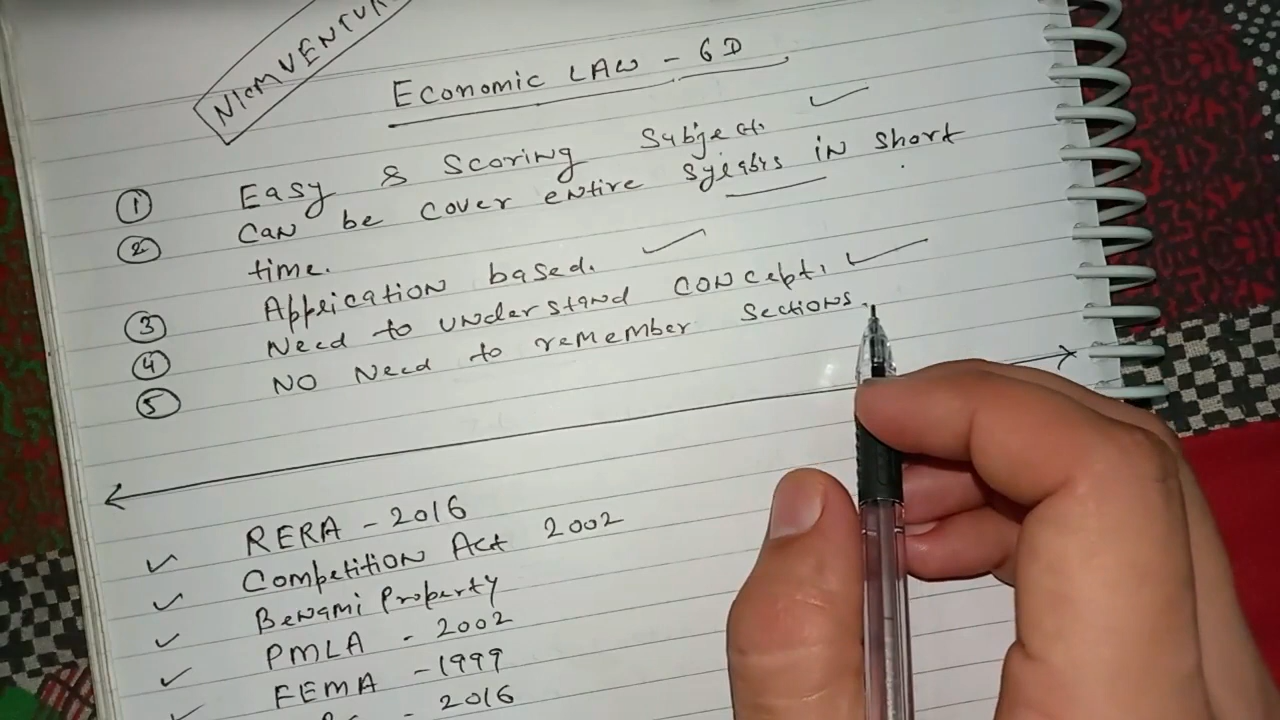 NICMVENTUR
Economic LAW - 6D
① Easy & Scoring Subject.
② CAN be cover entire syllabus in short
time.
③ Application based.
④ Need to understand concept.
⑤ NO Need to remember sections.
RERA - 2016
Competition Act 2002
Benami Property
PMLA - 2002
FEMA - 1999
- 2016